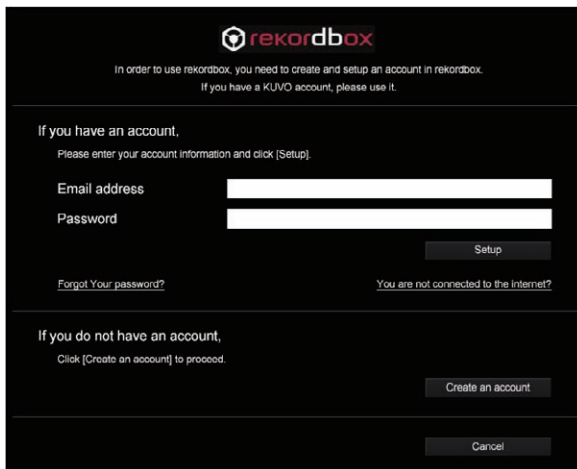 rekordbox
In order to use rekordbox, you need to create and setup an account in rekordbox.
If you have a KUVO account, please use it.
If you have an account,
Please enter your account information and click [Setup].
Email address
Password
Setup
Forgot Your password?
You are not connected to the internet?
If you do not have an account,
Click [Create an account] to proceed.
Create an account
Cancel